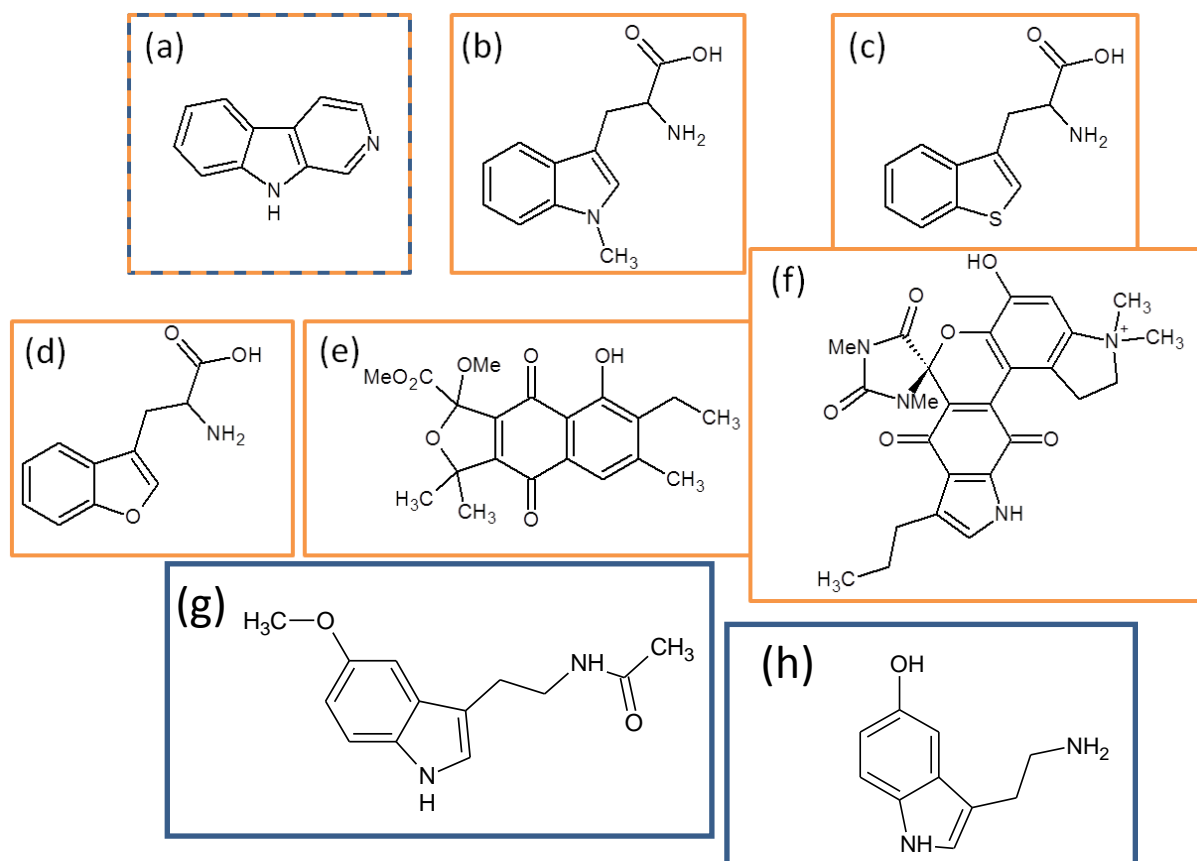 (a)
N
N
H
(b)
O
OH
NH2
N
CH3
(c)
O
OH
NH2
S
(d)
O
OH
NH2
O
(e)
MeO2C
OMe
O
OH
CH3
O
CH3
H3C
CH3
O
(f)
HO
O
CH3
O
N+
CH3
MeN
NMe
O
O
O
NH
H3C
(g)
H3C
O
NH
CH3
O
N
H
(h)
OH
NH2
NH